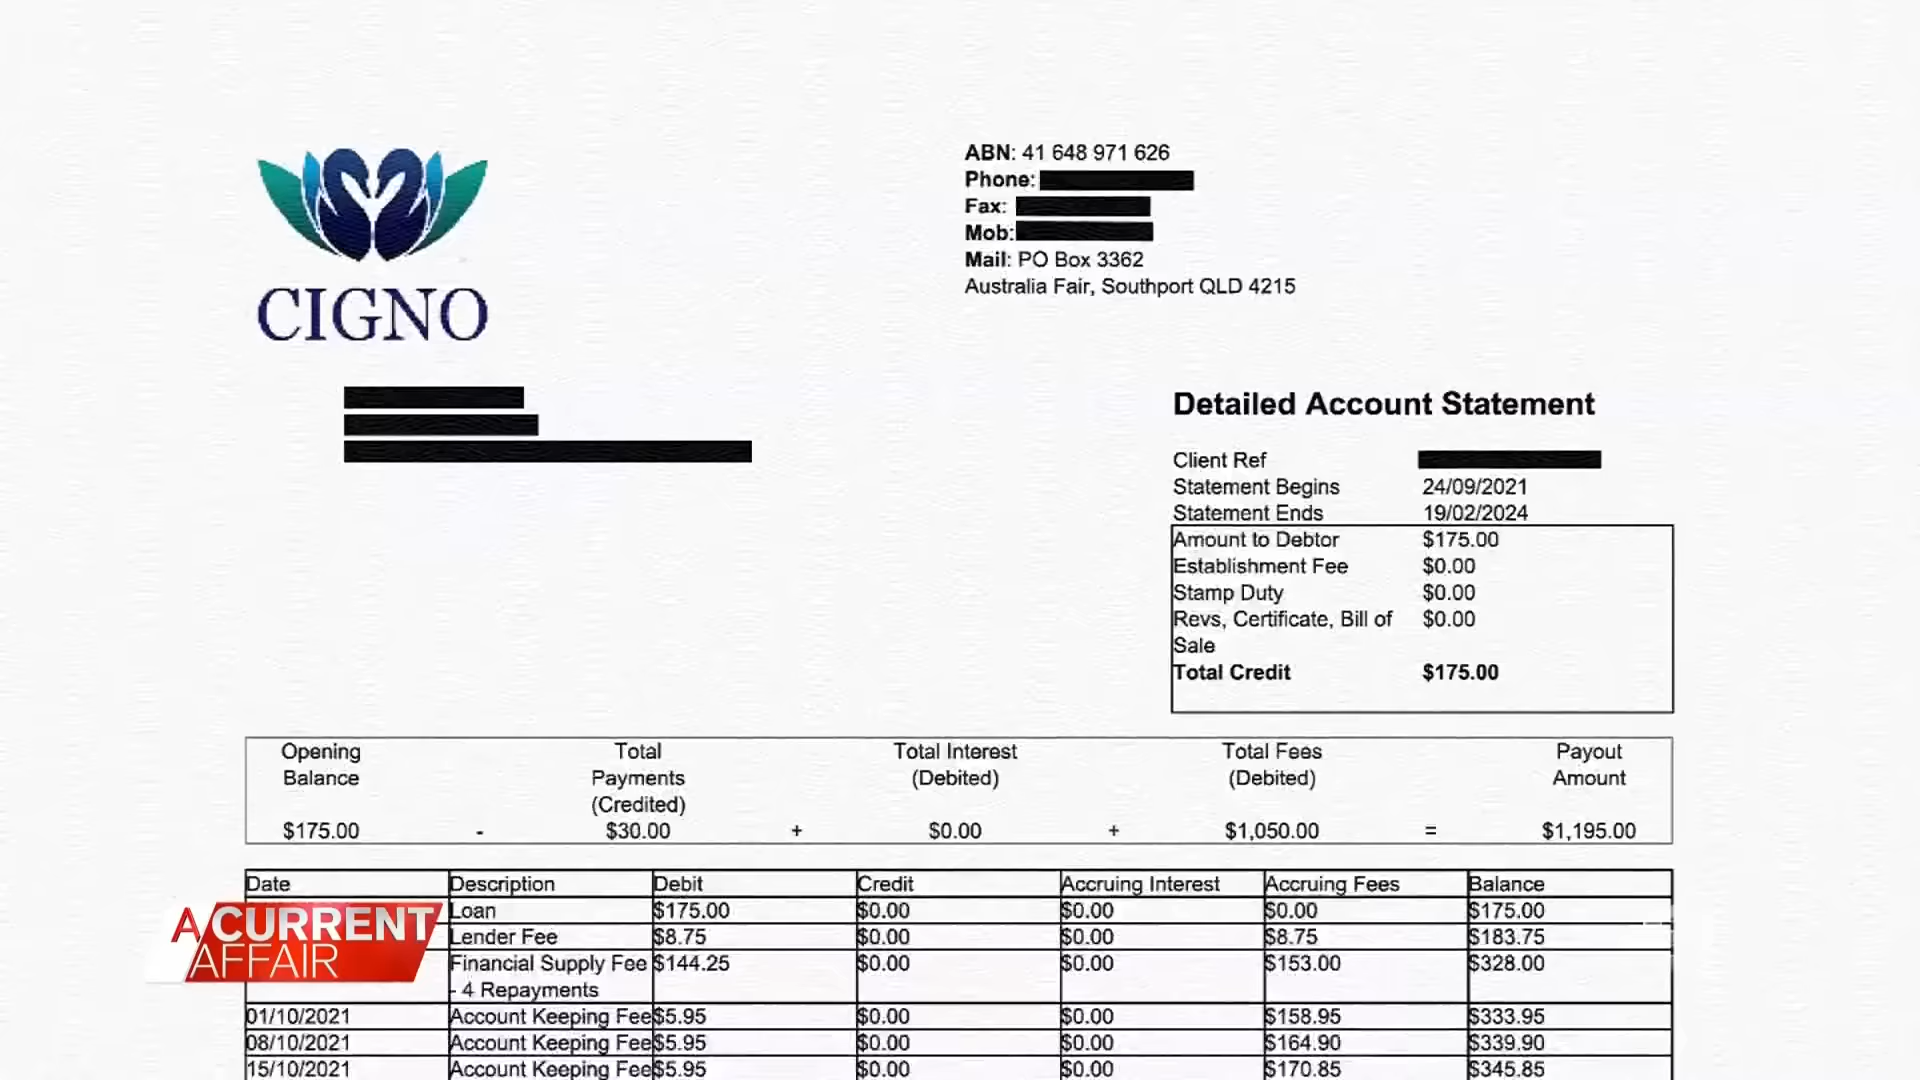 CIGNO
ABN: 41 648 971 626
Phone:
Fax:
Mob:
Mail: PO Box 3362
Australia Fair, Southport QLD 4215
Detailed Account Statement
Client Ref
Statement Begins 24/09/2021
Statement Ends 19/02/2024
Amount to Debtor $175.00
Establishment Fee $0.00
Stamp Duty $0.00
Revs, Certificate, Bill of $0.00
Sale
Total Credit $175.00
Opening Total Total Interest Total Fees Payout
Balance Payments (Debited) (Debited) Amount
(Credited)
$175.00 - $30.00 + $0.00 + $1,050.00 = $1,195.00
Date Description Debit Credit Accruing Interest Accruing Fees Balance
Loan $175.00 $0.00 $0.00 $0.00 $175.00
Lender Fee $8.75 $0.00 $0.00 $8.75 $183.75
Financial Supply Fee $144.25 $0.00 $0.00 $153.00 $328.00
- 4 Repayments
01/10/2021 Account Keeping Fee $5.95 $0.00 $0.00 $158.95 $333.95
08/10/2021 Account Keeping Fee $5.95 $0.00 $0.00 $164.90 $339.90
15/10/2021 Account Keeping Fee $5.95 $0.00 $0.00 $170.85 $345.85
A CURRENT
AFFAIR